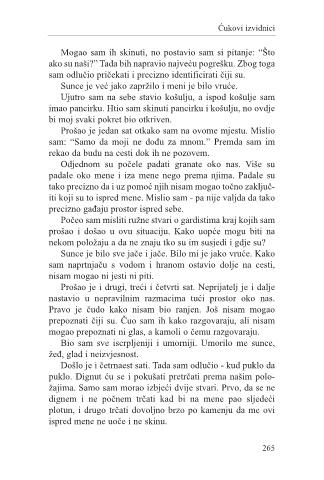 Ćukovi izvidnici
Mogao sam ih skinuti, no postavio sam si pitanje: “Što
ako su naši?” Tada bih napravio najveću pogrešku. Zbog toga
sam odlučio pričekati i precizno identificirati čiji su.
Sunce je već jako zapržilo i meni je bilo vruće.
Ujutro sam na sebe stavio košulju, a ispod košulje sam
imao pancirku. Htio sam skinuti pancirku i košulju, no ovdje
bi moj svaki pokret bio otkriven.
Prošao je jedan sat otkako sam na ovome mjestu. Mislio
sam: “Samo da moji ne dođu za mnom.” Premda sam im
rekao da budu na cesti dok ih ne pozovem.
Odjednom su počele padati granate oko nas. Više su
padale oko mene i iza mene nego prema njima. Padale su
tako precizno da i uz pomoć njih nisam mogao točno zaključ-
iti koji su to ispred mene. Mislio sam - pa nije valjda da tako
precizno gađaju prostor ispred sebe.
Počeo sam misliti ružne stvari o gardistima kraj kojih sam
prošao i došao u ovu situaciju. Kako uopće mogu biti na
nekom položaju a da ne znaju tko su im susjedi i gdje su?
Sunce je bilo sve jače i jače. Bilo mi je jako vruće. Kako
sam naprtnjaču s vodom i hranom ostavio dolje na cesti,
nisam mogao ni jesti ni piti.
Prošao je i drugi, treći i četvrti sat. Neprijatelj je i dalje
nastavio u nepravilnim razmacima tući prostor oko nas.
Pravo je čudo kako nisam bio ranjen. Još nisam mogao
prepoznati čiji su. Čuo sam ih kako razgovaraju, ali nisam
mogao prepoznati ni glas, a kamoli o čemu razgovaraju.
Bio sam sve iscrpljeniji i umorniji. Umorilo me sunce,
žeđ, glad i neizvjesnost.
Došlo je i četrnaest sati. Tada sam odlučio - kud puklo da
puklo. Dignut ću se i pokušati pretrčati prema našim polo-
žajima. Samo sam morao izbjeći dvije stvari. Prvo, da se ne
dignem i ne počnem trčati kad bi na mene pao sljedeći
plotun, i drugo trčati dovoljno brzo po kamenju da me ovi
ispred mene ne uoče i ne skinu.
265